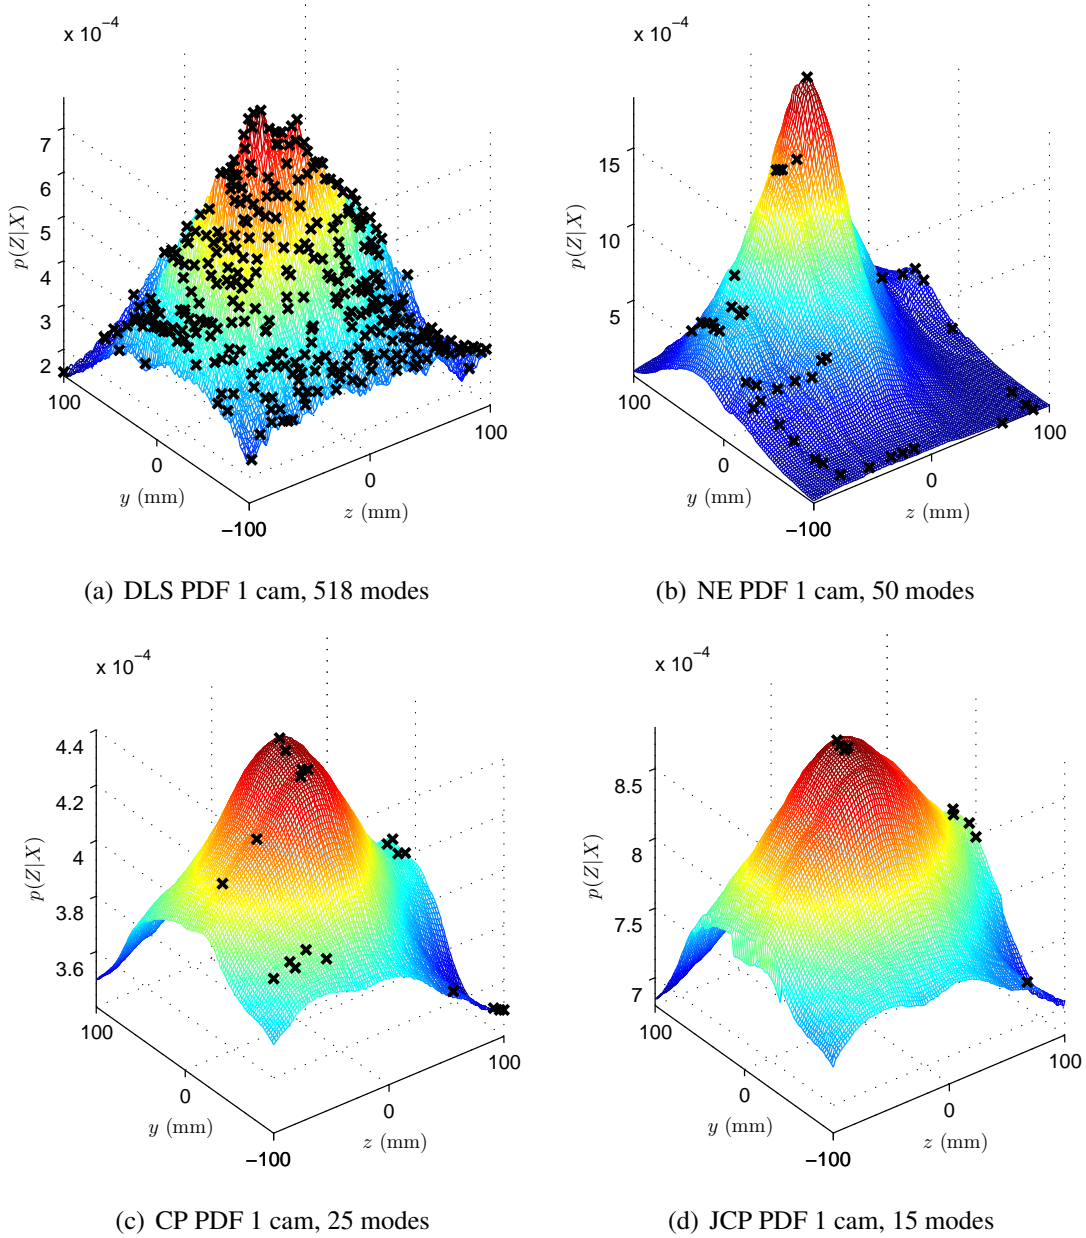 x 10⁻⁴
7
6
5
4
3
2
p(Z|X)
100
0
−100
y (mm)
100
0
−100
z (mm)
(a) DLS PDF 1 cam, 518 modes
x 10⁻⁴
15
10
5
p(Z|X)
100
0
−100
y (mm)
100
0
−100
z (mm)
(b) NE PDF 1 cam, 50 modes
x 10⁻⁴
4.4
4.2
4
3.8
3.6
p(Z|X)
100
0
−100
y (mm)
100
0
−100
z (mm)
(c) CP PDF 1 cam, 25 modes
x 10⁻⁴
8.5
8
7.5
7
p(Z|X)
100
0
−100
y (mm)
100
0
−100
z (mm)
(d) JCP PDF 1 cam, 15 modes